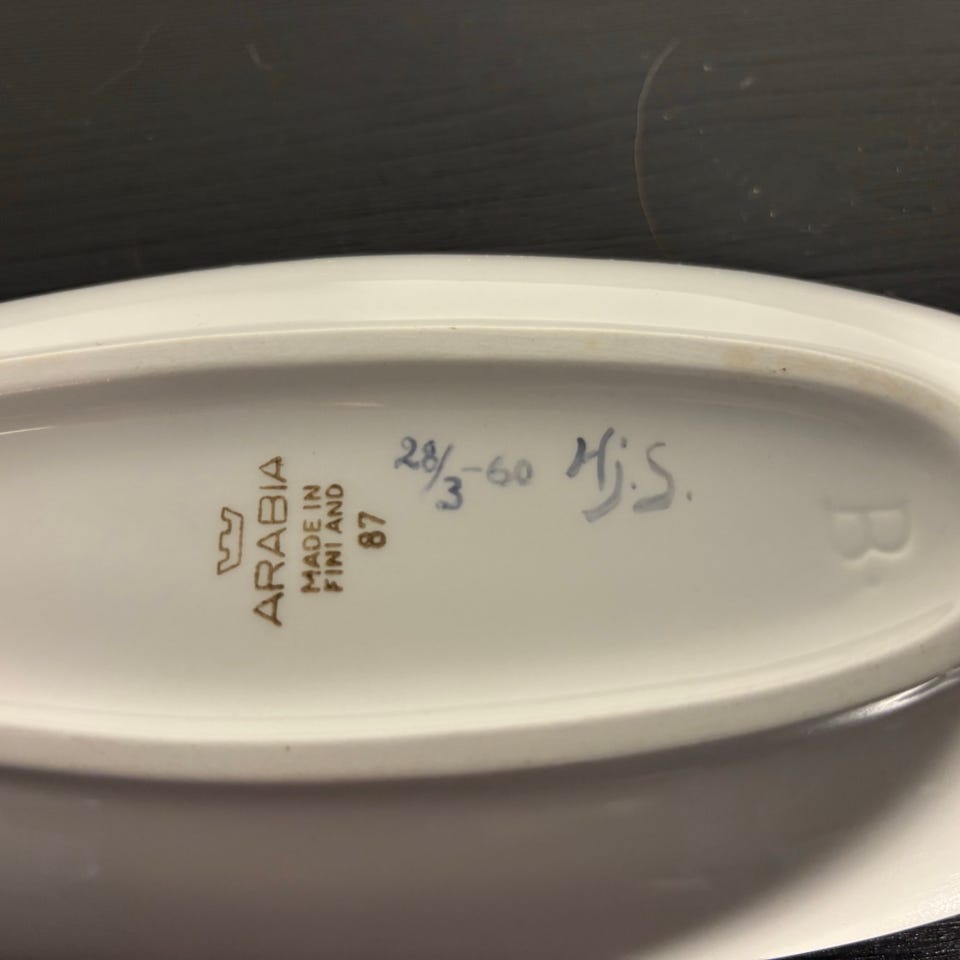 ARABIA
MADE IN
FINLAND
87
28/3-60 Hj.S.
B